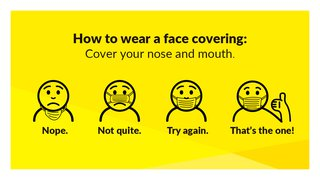 How to wear a face covering:
Cover your nose and mouth.
Nope. Not quite. Try again. That's the one!